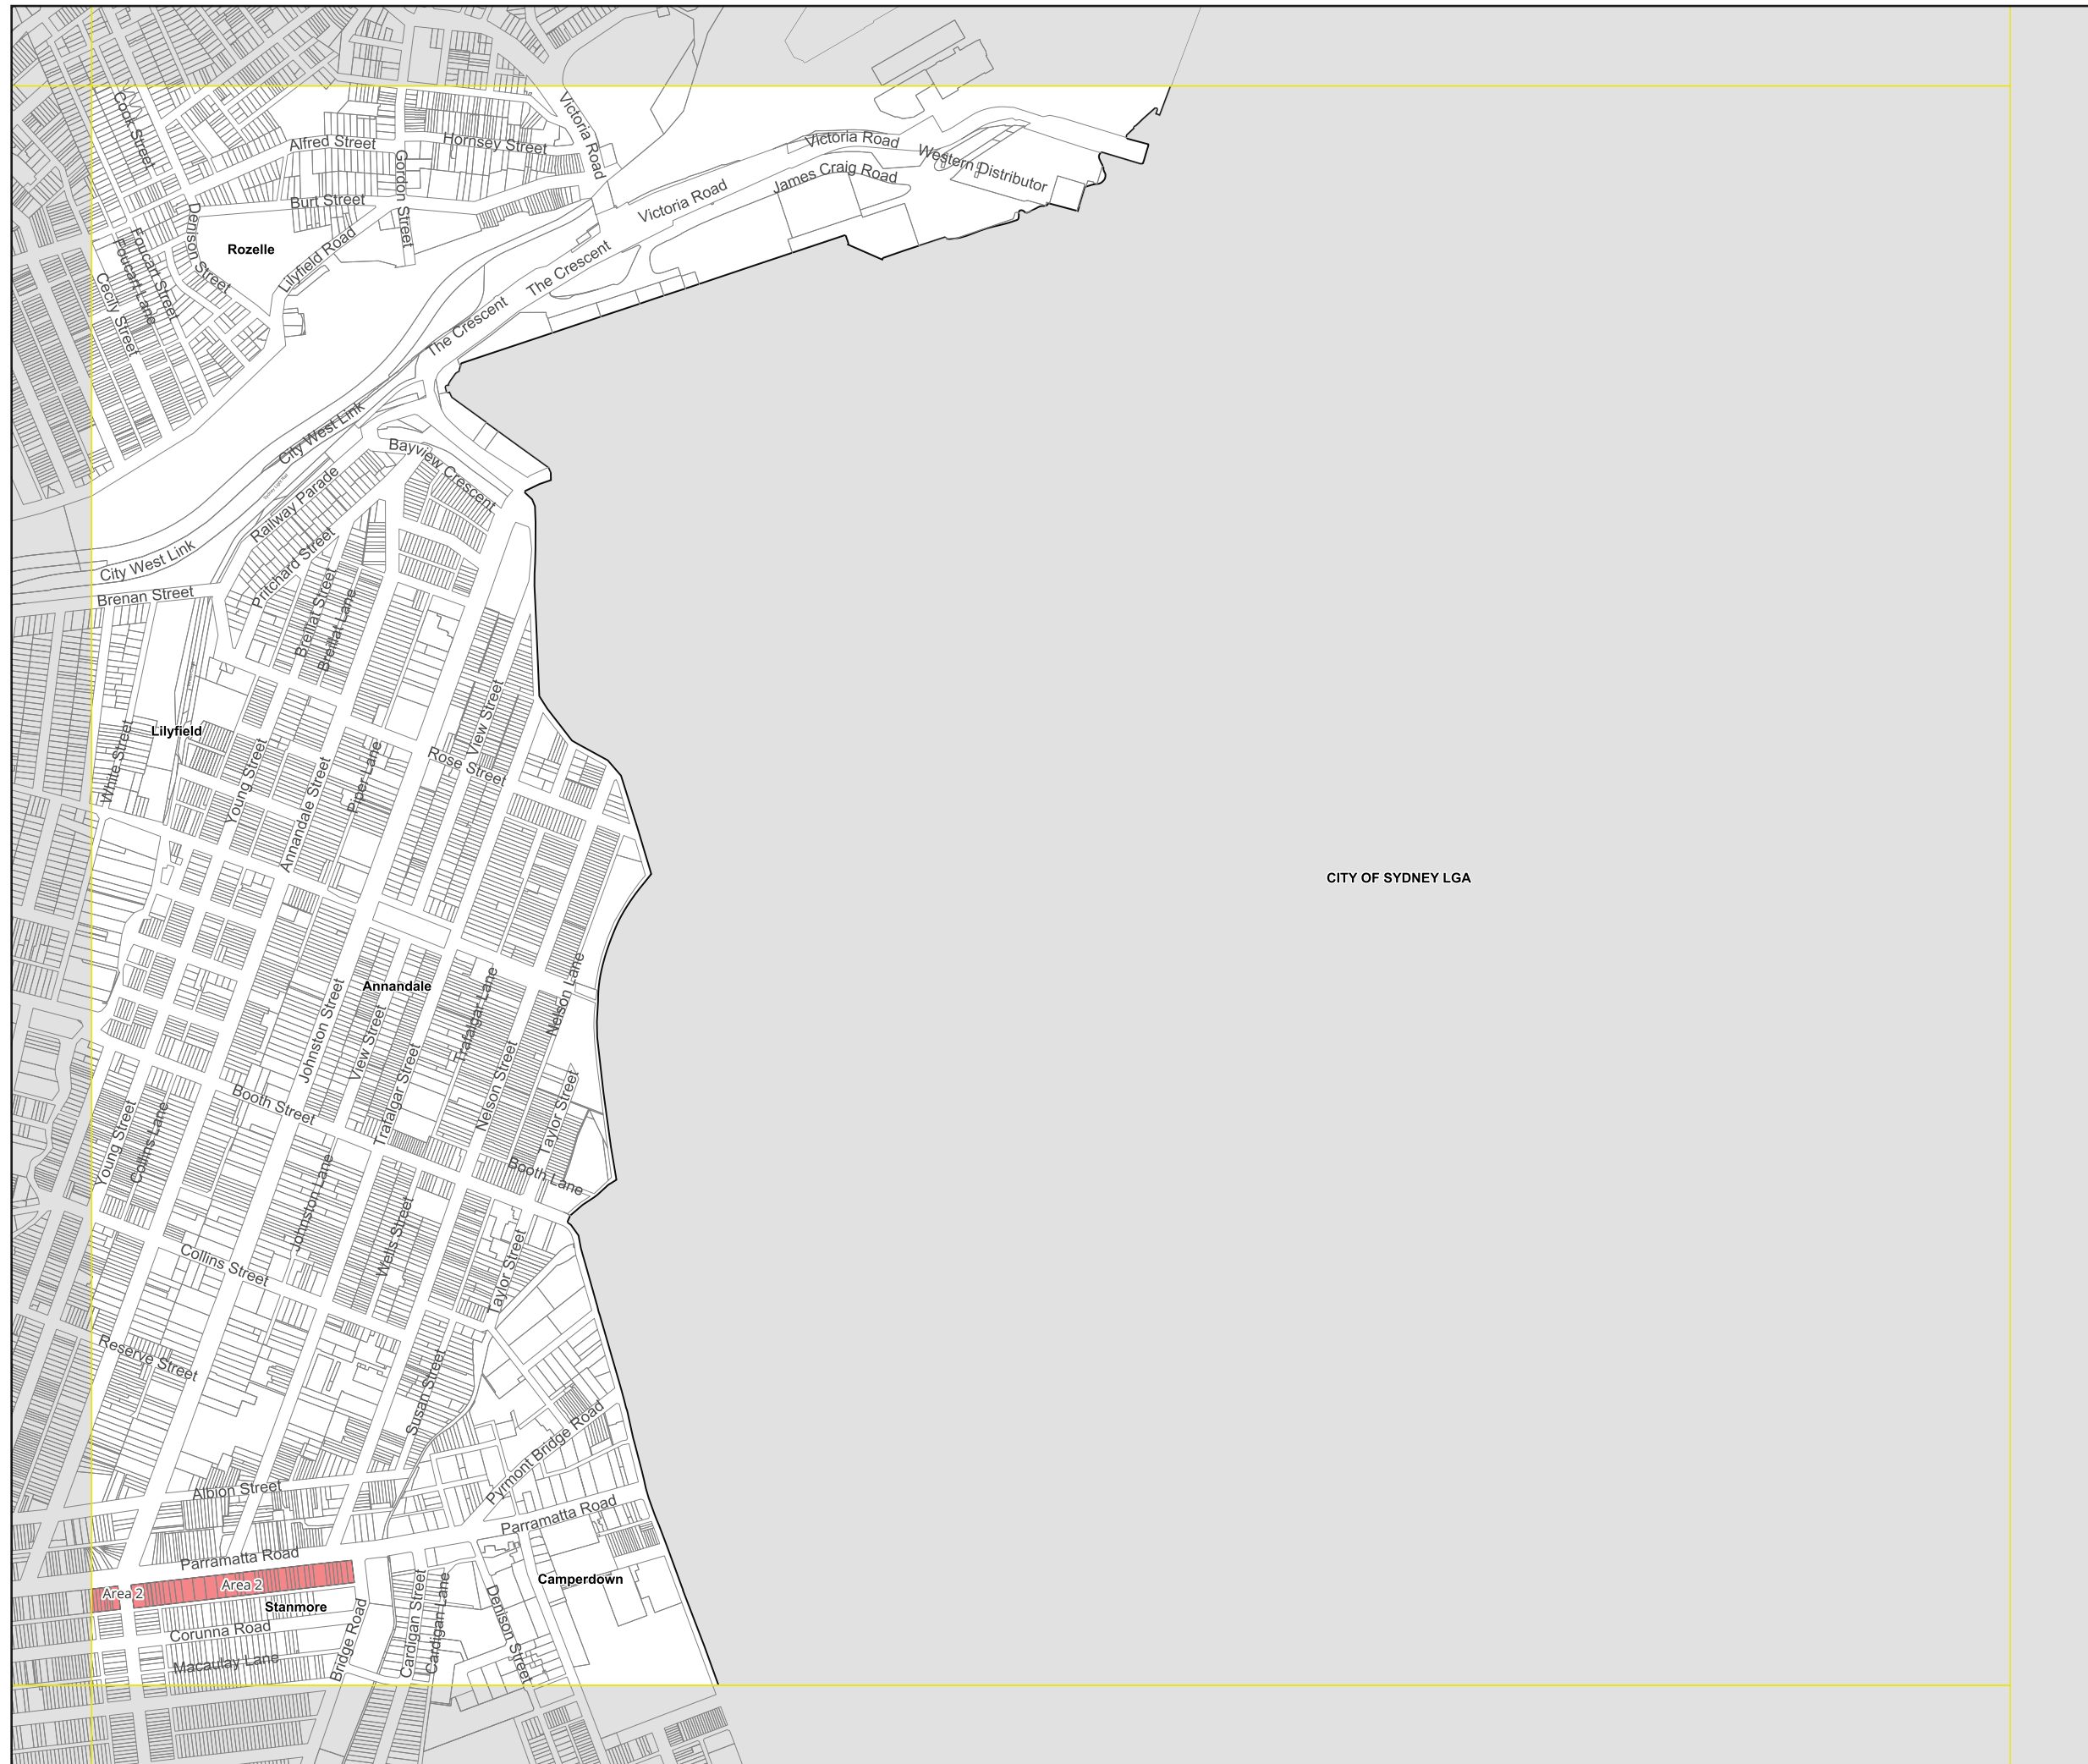 Cook Street
Victoria Road
Alfred Street
Hornsey Street
Victoria Road
Western Distributor
James Craig Road
Gordon Street
Burt Street
Victoria Road
Denison Street
Rozelle
Lilyfield Road
Foucart Street
Foucart Lane
Cecily Street
The Crescent
The Crescent
City West Link
Bayview Crescent
Railway Parade
Pritchard Street
City West Link
Brenan Street
Breillat Street
Breillat Lane
View Street
Lilyfield
White Street
Young Street
Annandale Street
Piper Lane
Rose Street
CITY OF SYDNEY LGA
Annandale
Johnston Street
View Street
Trafalgar Lane
Nelson Lane
Trafalgar Street
Nelson Street
Taylor Street
Booth Street
Young Street
Collins Lane
Booth Lane
Johnston Lane
Wells Street
Taylor Street
Collins Street
Reserve Street
Susan Street
Pyrmont Bridge Road
Albion Street
Parramatta Road
Parramatta Road
Area 2
Area 2
Camperdown
Stanmore
Corunna Road
Macaulay Lane
Bridge Road
Cardigan Street
Cardigan Lane
Denison Street